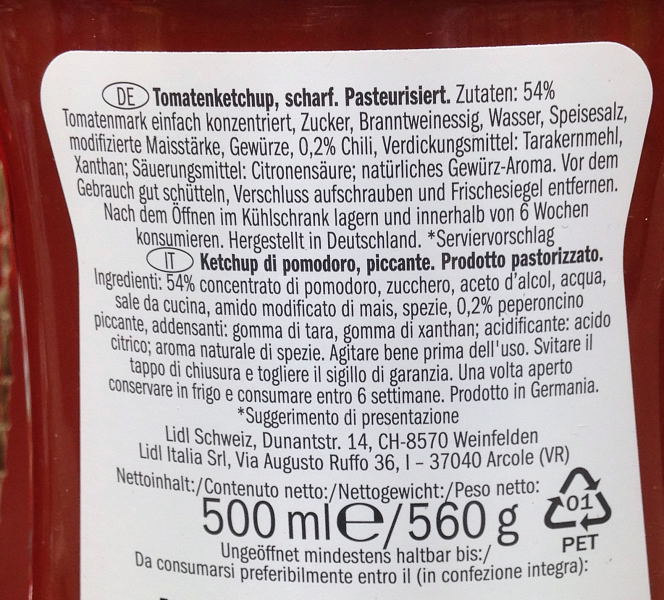 DE Tomatenketchup, scharf. Pasteurisiert. Zutaten: 54%
Tomatenmark einfach konzentriert, Zucker, Branntweinessig, Wasser, Speisesalz,
modifizierte Maisstärke, Gewürze, 0,2% Chili, Verdickungsmittel: Tarakernmehl,
Xanthan; Säuerungsmittel: Citronensäure; natürliches Gewürz-Aroma. Vor dem
Gebrauch gut schütteln, Verschluss aufschrauben und Frischesiegel entfernen.
Nach dem Öffnen im Kühlschrank lagern und innerhalb von 6 Wochen
konsumieren. Hergestellt in Deutschland. *Serviervorschlag
IT Ketchup di pomodoro, piccante. Prodotto pastorizzato.
Ingredienti: 54% concentrato di pomodoro, zucchero, aceto d'alcol, acqua,
sale da cucina, amido modificato di mais, spezie, 0,2% peperoncino
piccante, addensanti: gomma di tara, gomma di xanthan; acidificante: acido
citrico; aroma naturale di spezie. Agitare bene prima dell'uso. Svitare il
tappo di chiusura e togliere il sigillo di garanzia. Una volta aperto
conservare in frigo e consumare entro 6 settimane. Prodotto in Germania.
*Suggerimento di presentazione
Lidl Schweiz, Dunantstr. 14, CH-8570 Weinfelden
Lidl Italia Srl, Via Augusto Ruffo 36, I – 37040 Arcole (VR)
Nettoinhalt:/Contenuto netto:/Nettogewicht:/Peso netto:
500 ml℮/560 g
01
PET
Ungeöffnet mindestens haltbar bis:/
Da consumarsi preferibilmente entro il (in confezione integra):